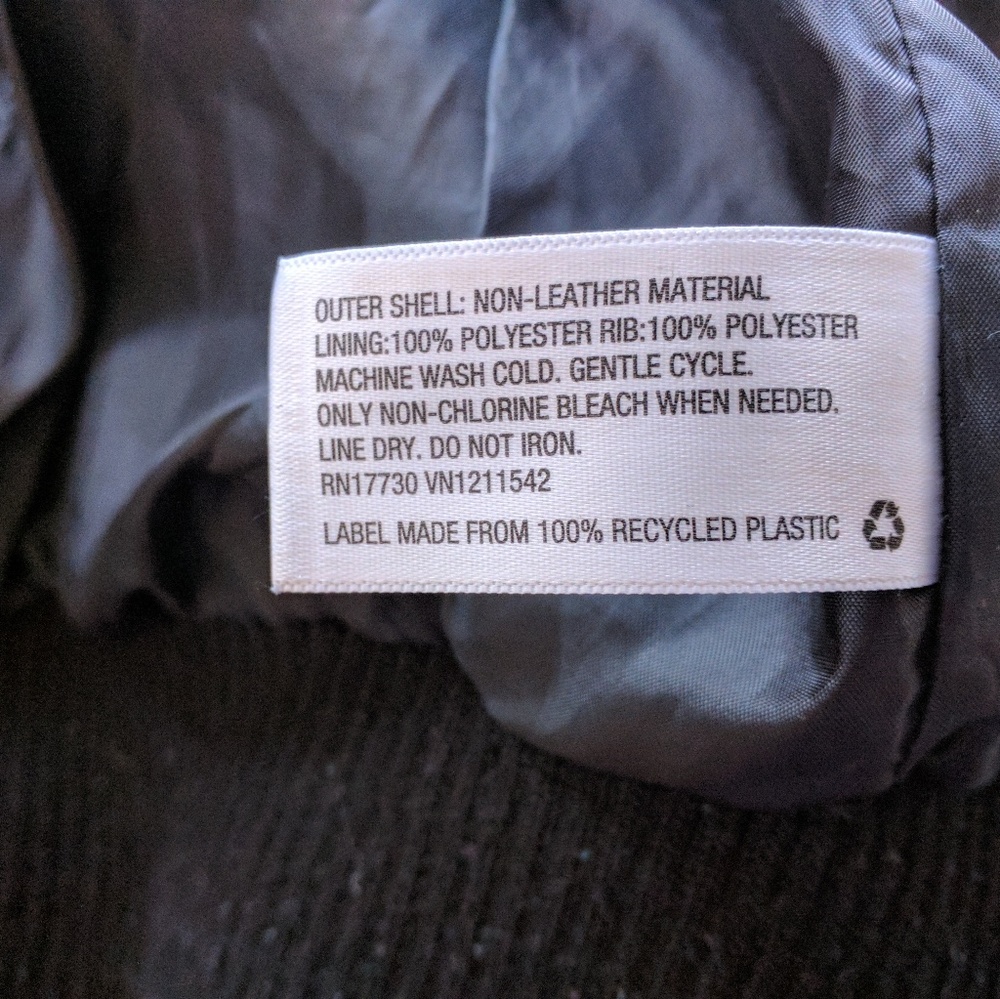 OUTER SHELL: NON-LEATHER MATERIAL
LINING:100% POLYESTER RIB:100% POLYESTER
MACHINE WASH COLD. GENTLE CYCLE.
ONLY NON-CHLORINE BLEACH WHEN NEEDED.
LINE DRY. DO NOT IRON.
RN17730 VN1211542
LABEL MADE FROM 100% RECYCLED PLASTIC